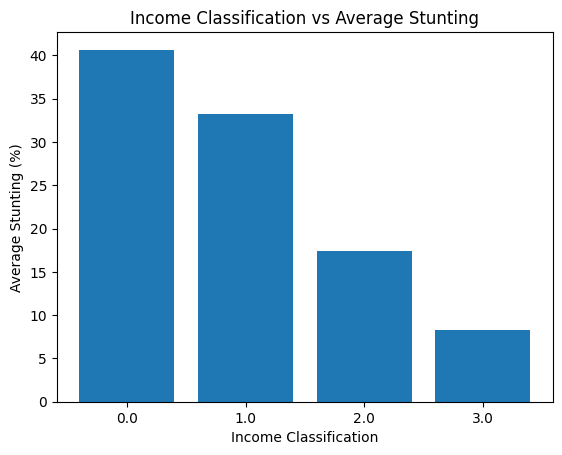 Income Classification vs Average Stunting
Average Stunting (%)
40
35
30
25
20
15
10
5
0
0.0 1.0 2.0 3.0
Income Classification